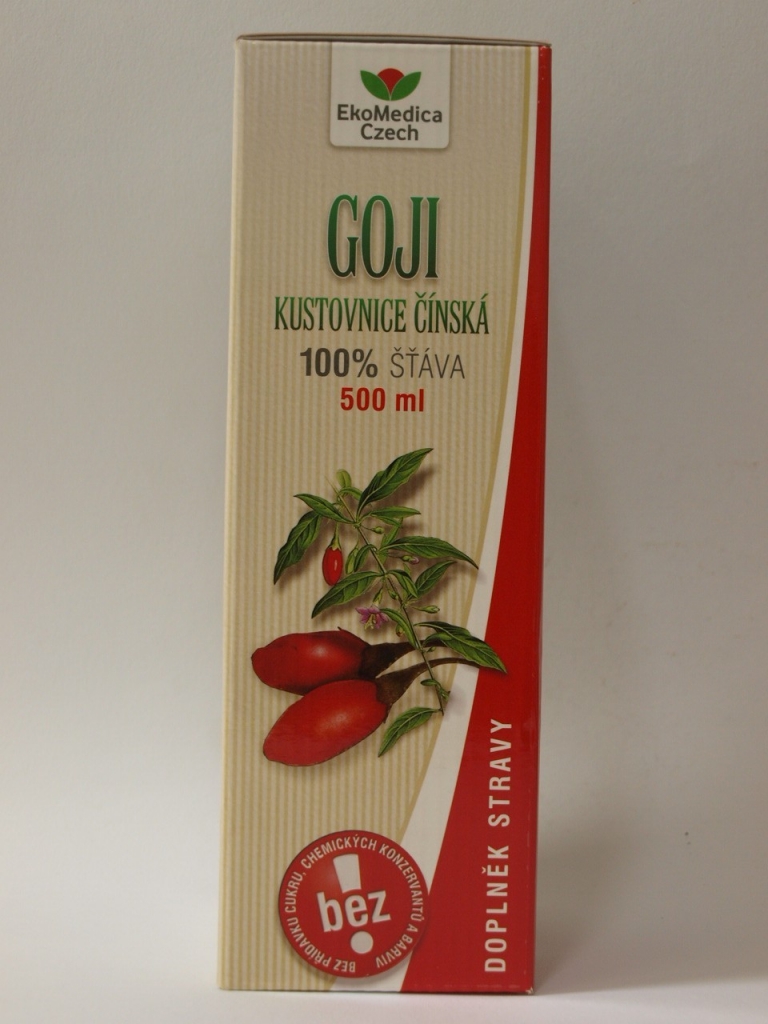 EkoMedica
Czech
GOJI
KUSTOVNICE ČÍNSKÁ
100% ŠŤÁVA
500 ml
DOPLNĚK STRAVY
BEZ PŘÍDAVKU CUKRU, CHEMICKÝCH KONZERVANTŮ A BARVIV
bez!